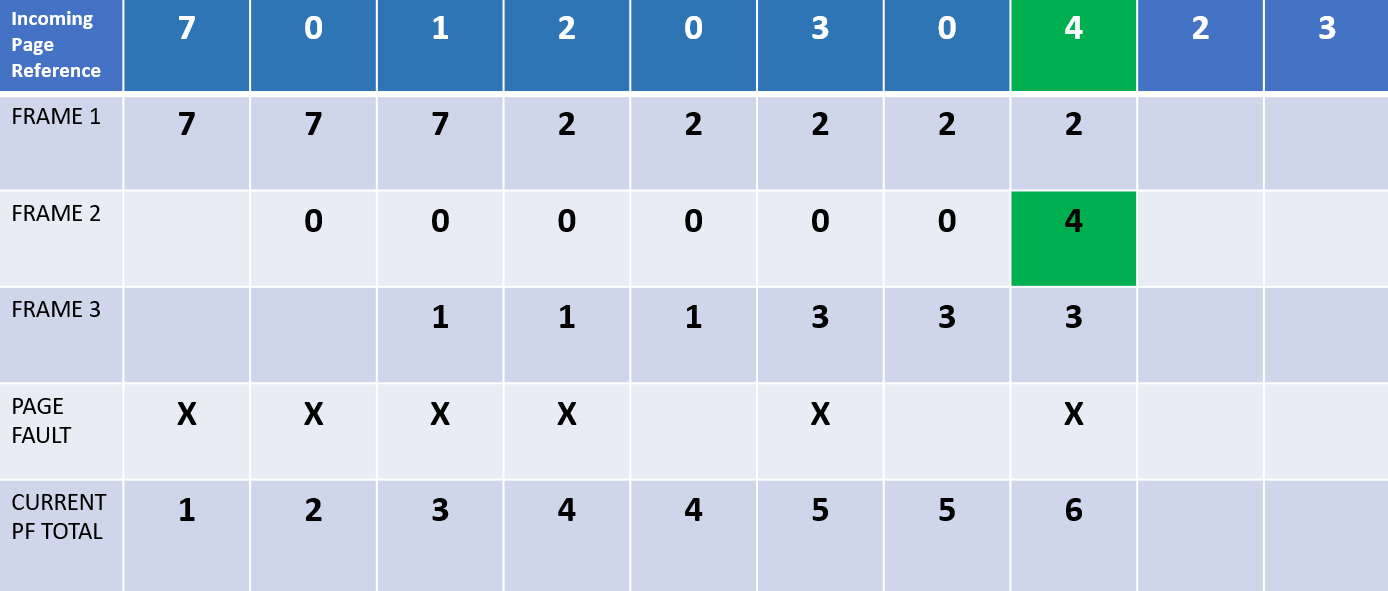 Incoming Page Reference 7 0 1 2 0 3 0 4 2 3
FRAME 1 7 7 7 2 2 2 2 2
FRAME 2 0 0 0 0 0 0 4
FRAME 3 1 1 1 3 3 3
PAGE FAULT X X X X X X
CURRENT PF TOTAL 1 2 3 4 4 5 5 6